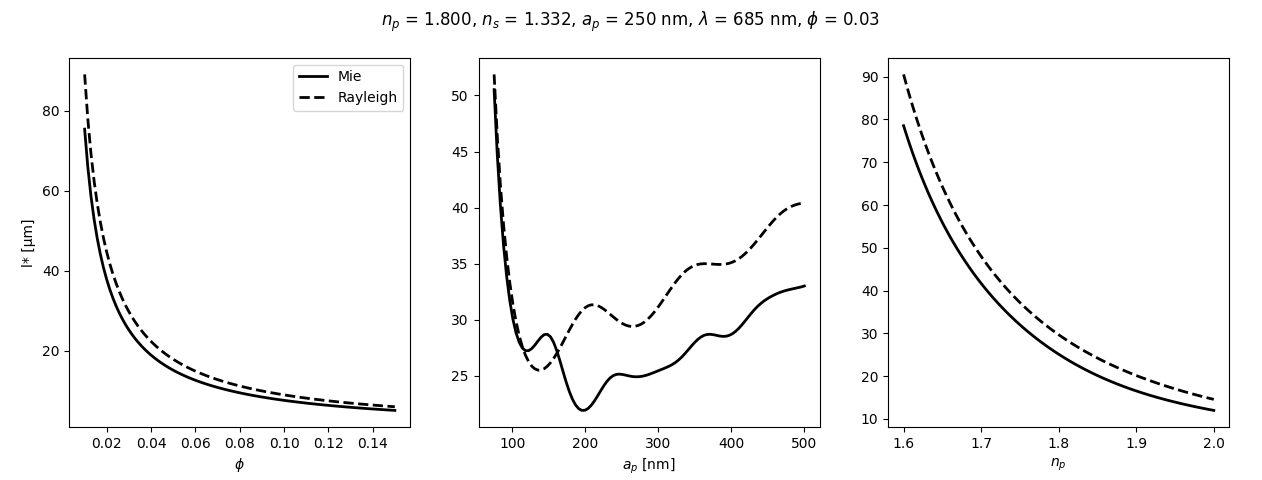 n_p = 1.800, n_s = 1.332, a_p = 250 nm, λ = 685 nm, ϕ = 0.03
Mie
Rayleigh
l* [μm]
80
60
40
20
0.02 0.04 0.06 0.08 0.10 0.12 0.14
ϕ
50
45
40
35
30
25
100 200 300 400 500
a_p [nm]
90
80
70
60
50
40
30
20
10
1.6 1.7 1.8 1.9 2.0
n_p